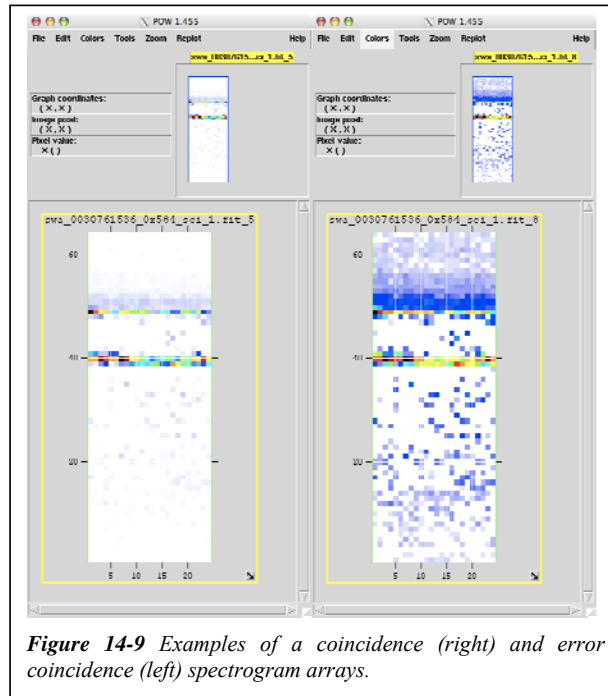 POW 1.455
POW 1.455
File Edit Colors Tools Zoom Replot Help
File Edit Colors Tools Zoom Replot Help
Graph coordinates:
( X , X )
Image pixel:
( X , X )
Pixel value:
X ( )
Graph coordinates:
( X , X )
Image pixel:
( X , X )
Pixel value:
X ( )
swa_0030761536_0x584_sci_1.fit_5
swa_0030761536_0x584_sci_1.fit_8
60
40
20
5 10 15 20
60
40
20
5 10 15 20
Figure 14-9 Examples of a coincidence (right) and error
coincidence (left) spectrogram arrays.